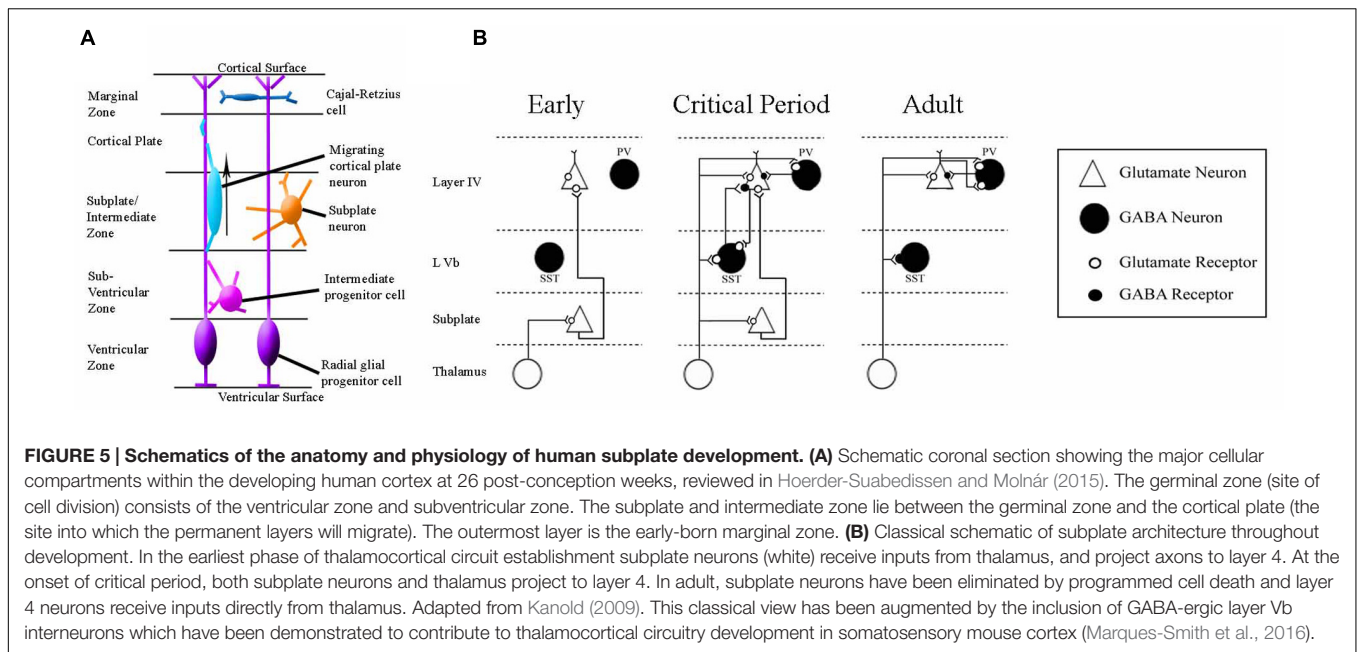 A
Cortical Surface
Marginal
Zone
Cajal-Retzius
cell
Cortical Plate
Migrating
cortical plate
neuron
Subplate/
Intermediate
Zone
Subplate
neuron
Sub-
Ventricular
Zone
Intermediate
progenitor cell
Ventricular
Zone
Radial glial
progenitor cell
Ventricular Surface
B
Early
Critical Period
Adult
PV
PV
PV
Layer IV
L Vb
SST
SST
SST
Subplate
Thalamus
Glutamate Neuron
GABA Neuron
Glutamate Receptor
GABA Receptor
FIGURE 5 | Schematics of the anatomy and physiology of human subplate development. (A) Schematic coronal section showing the major cellular
compartments within the developing human cortex at 26 post-conception weeks, reviewed in Hoerder-Suabedissen and Molnár (2015). The germinal zone (site of
cell division) consists of the ventricular zone and subventricular zone. The subplate and intermediate zone lie between the germinal zone and the cortical plate (the
site into which the permanent layers will migrate). The outermost layer is the early-born marginal zone. (B) Classical schematic of subplate architecture throughout
development. In the earliest phase of thalamocortical circuit establishment subplate neurons (white) receive inputs from thalamus, and project axons to layer 4. At the
onset of critical period, both subplate neurons and thalamus project to layer 4. In adult, subplate neurons have been eliminated by programmed cell death and layer
4 neurons receive inputs directly from thalamus. Adapted from Kanold (2009). This classical view has been augmented by the inclusion of GABA-ergic layer Vb
interneurons which have been demonstrated to contribute to thalamocortical circuitry development in somatosensory mouse cortex (Marques-Smith et al., 2016).